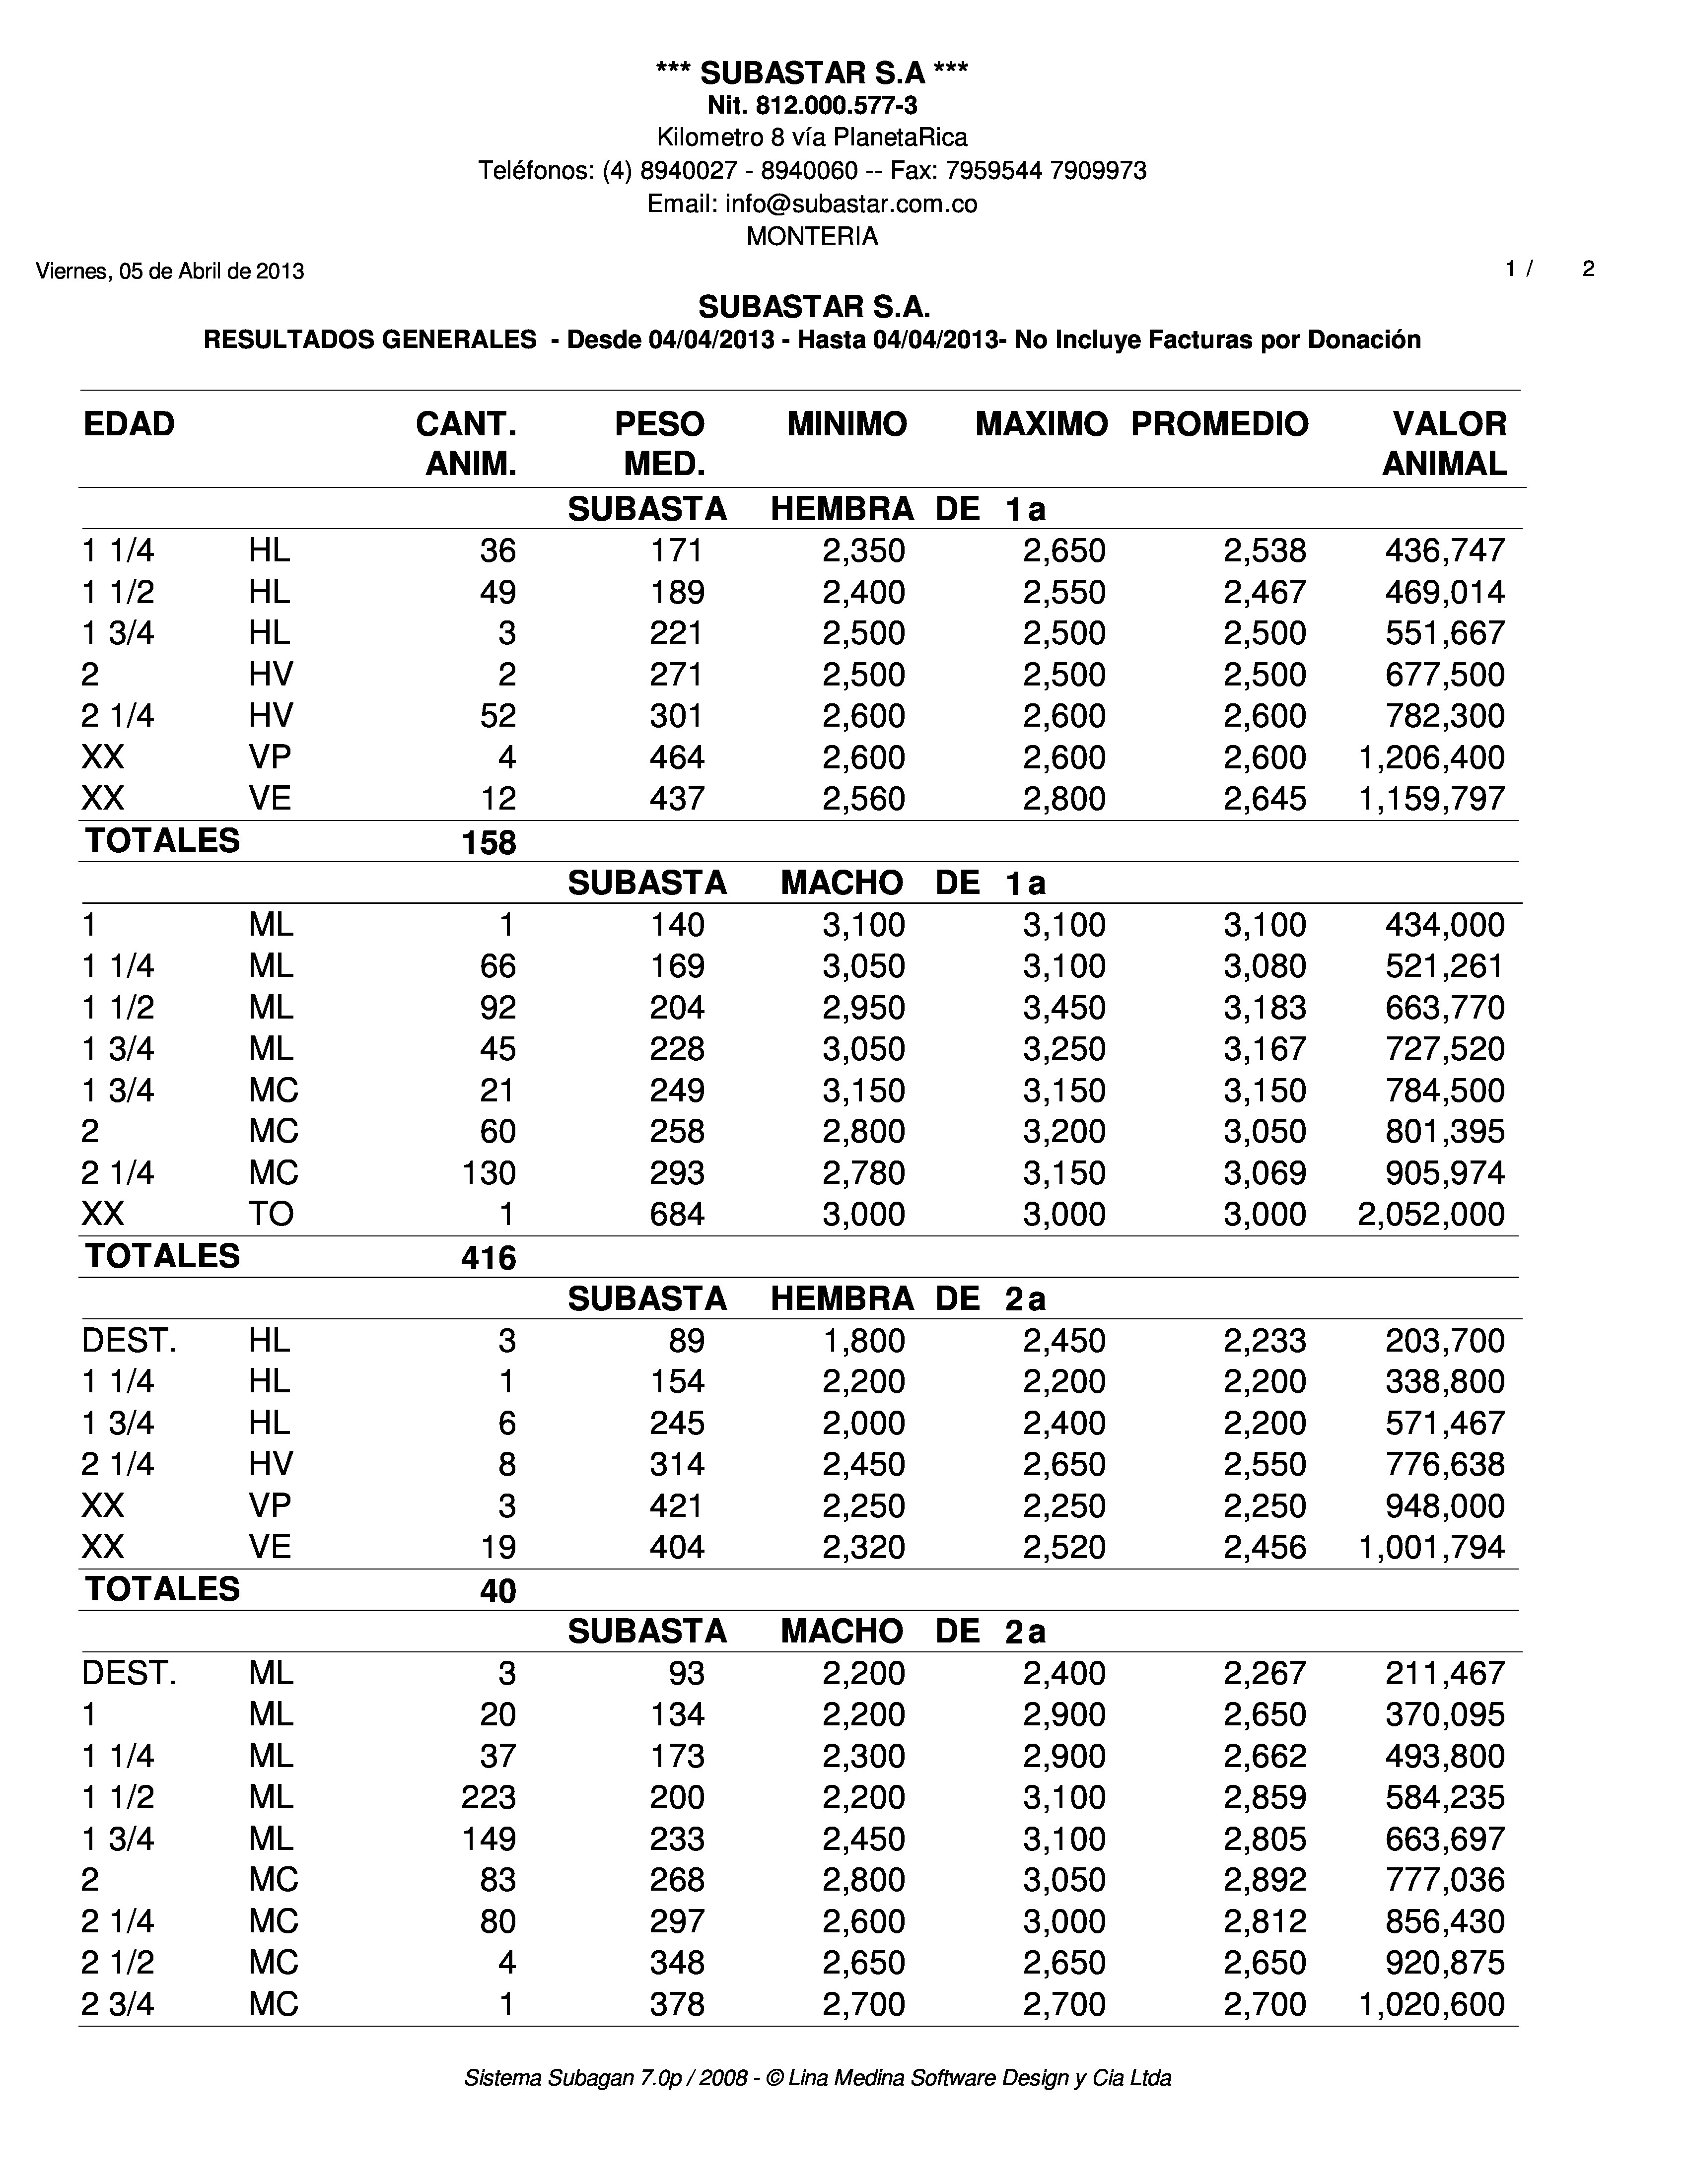 *** SUBASTAR S.A ***
Nit. 812.000.577-3
Kilometro 8 vía PlanetaRica
Teléfonos: (4) 8940027 - 8940060 -- Fax: 7959544 7909973
Email: info@subastar.com.co
MONTERIA
Viernes, 05 de Abril de 2013 1 / 2
SUBASTAR S.A.
RESULTADOS GENERALES - Desde 04/04/2013 - Hasta 04/04/2013- No Incluye Facturas por Donación
EDAD CANT. PESO MINIMO MAXIMO PROMEDIO VALOR
ANIM. MED. ANIMAL
SUBASTA HEMBRA DE 1a
1 1/4 HL 36 171 2,350 2,650 2,538 436,747
1 1/2 HL 49 189 2,400 2,550 2,467 469,014
1 3/4 HL 3 221 2,500 2,500 2,500 551,667
2 HV 2 271 2,500 2,500 2,500 677,500
2 1/4 HV 52 301 2,600 2,600 2,600 782,300
XX VP 4 464 2,600 2,600 2,600 1,206,400
XX VE 12 437 2,560 2,800 2,645 1,159,797
TOTALES 158
SUBASTA MACHO DE 1a
1 ML 1 140 3,100 3,100 3,100 434,000
1 1/4 ML 66 169 3,050 3,100 3,080 521,261
1 1/2 ML 92 204 2,950 3,450 3,183 663,770
1 3/4 ML 45 228 3,050 3,250 3,167 727,520
1 3/4 MC 21 249 3,150 3,150 3,150 784,500
2 MC 60 258 2,800 3,200 3,050 801,395
2 1/4 MC 130 293 2,780 3,150 3,069 905,974
XX TO 1 684 3,000 3,000 3,000 2,052,000
TOTALES 416
SUBASTA HEMBRA DE 2a
DEST. HL 3 89 1,800 2,450 2,233 203,700
1 1/4 HL 1 154 2,200 2,200 2,200 338,800
1 3/4 HL 6 245 2,000 2,400 2,200 571,467
2 1/4 HV 8 314 2,450 2,650 2,550 776,638
XX VP 3 421 2,250 2,250 2,250 948,000
XX VE 19 404 2,320 2,520 2,456 1,001,794
TOTALES 40
SUBASTA MACHO DE 2a
DEST. ML 3 93 2,200 2,400 2,267 211,467
1 ML 20 134 2,200 2,900 2,650 370,095
1 1/4 ML 37 173 2,300 2,900 2,662 493,800
1 1/2 ML 223 200 2,200 3,100 2,859 584,235
1 3/4 ML 149 233 2,450 3,100 2,805 663,697
2 MC 83 268 2,800 3,050 2,892 777,036
2 1/4 MC 80 297 2,600 3,000 2,812 856,430
2 1/2 MC 4 348 2,650 2,650 2,650 920,875
2 3/4 MC 1 378 2,700 2,700 2,700 1,020,600
Sistema Subagan 7.0p / 2008 - © Lina Medina Software Design y Cia Ltda